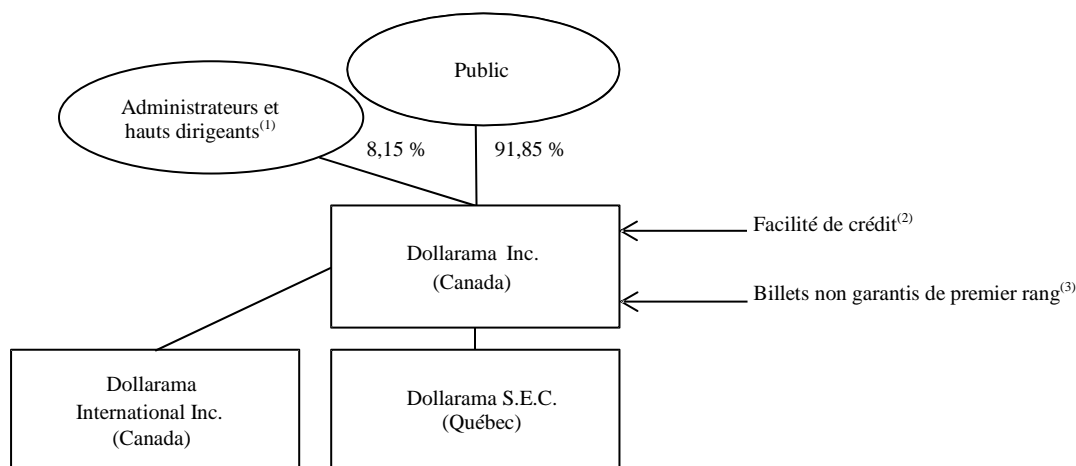 Public
Administrateurs et
hauts dirigeants(1)
8,15 %
91,85 %
Dollarama Inc.
(Canada)
Facilité de crédit(2)
Billets non garantis de premier rang(3)
Dollarama
International Inc.
(Canada)
Dollarama S.E.C.
(Québec)